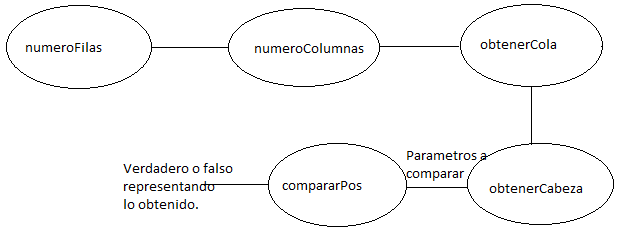 numeroFilas
numeroColumnas
obtenerCola
Verdadero o falso
representando
lo obtenido.
compararPos
Parametros a
comparar
obtenerCabeza